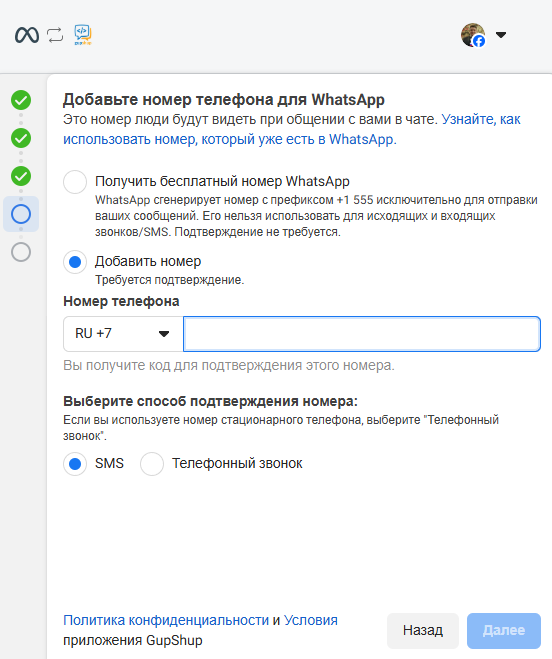 Добавьте номер телефона для WhatsApp
Это номер люди будут видеть при общении с вами в чате. Узнайте, как
использовать номер, который уже есть в WhatsApp.
Получить бесплатный номер WhatsApp
WhatsApp сгенерирует номер с префиксом +1 555 исключительно для отправки
ваших сообщений. Его нельзя использовать для исходящих и входящих
звонков/SMS. Подтверждение не требуется.
Добавить номер
Требуется подтверждение.
Номер телефона
RU +7
Вы получите код для подтверждения этого номера.
Выберите способ подтверждения номера:
Если вы используете номер стационарного телефона, выберите "Телефонный
звонок".
SMS
Телефонный звонок
Политика конфиденциальности и Условия
приложения GupShup
Назад
Далее